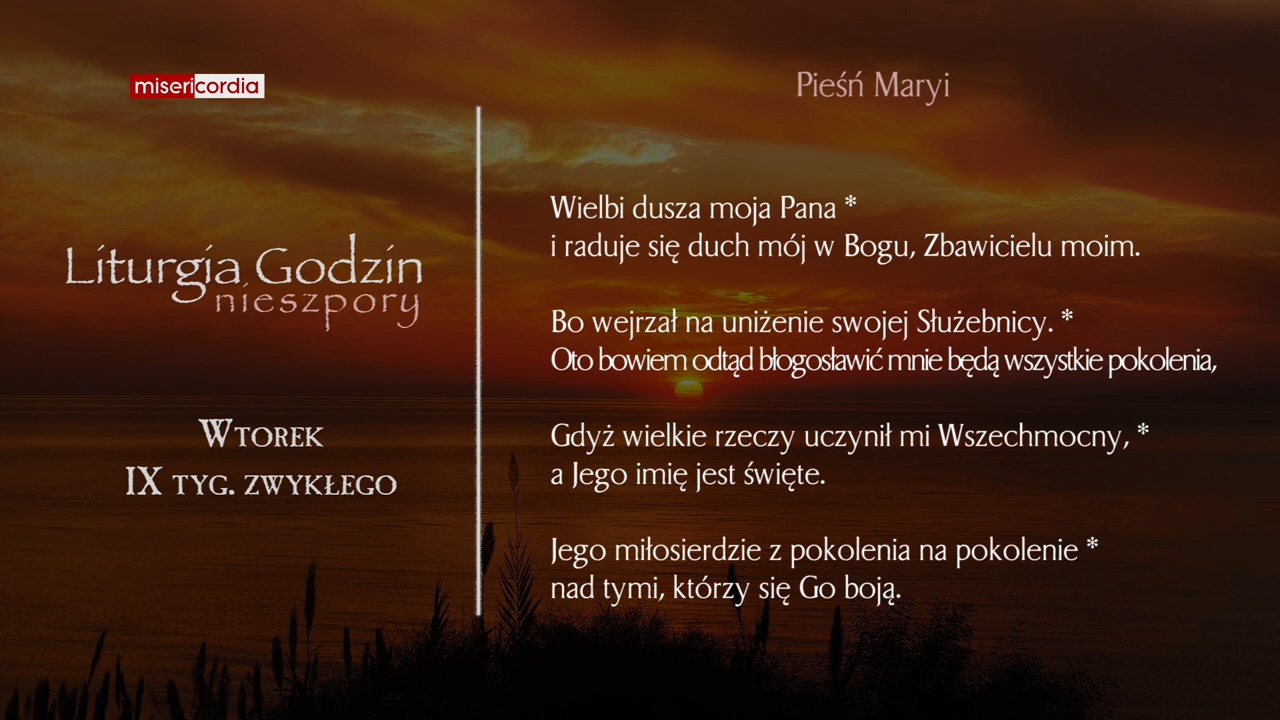 misericordia
Liturgia Godzin
nieszpory
Wtorek
IX tyg. zwykłego
Pieśń Maryi
Wielbi dusza moja Pana *
i raduje się duch mój w Bogu, Zbawicielu moim.
Bo wejrzał na uniżenie swojej Służebnicy. *
Oto bowiem odtąd błogosławić mnie będą wszystkie pokolenia,
Gdyż wielkie rzeczy uczynił mi Wszechmocny, *
a Jego imię jest święte.
Jego miłosierdzie z pokolenia na pokolenie *
nad tymi, którzy się Go boją.